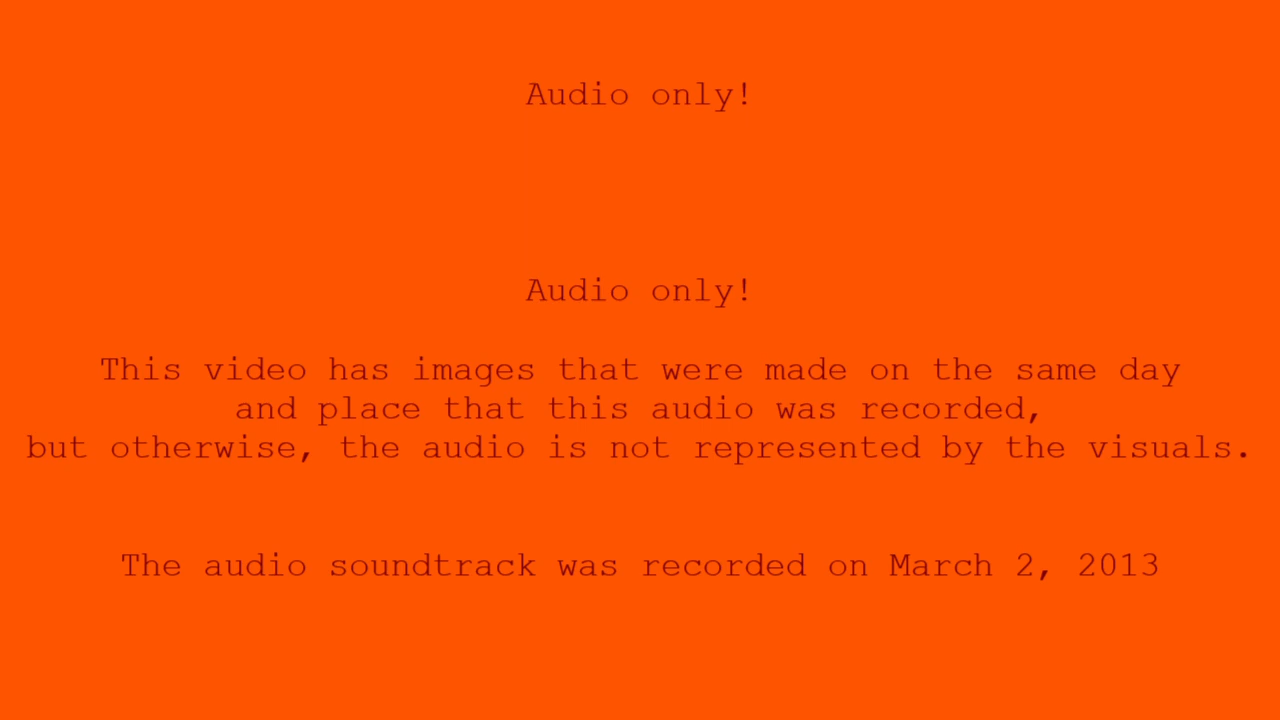 Audio only!
Audio only!
This video has images that were made on the same day
and place that this audio was recorded,
but otherwise, the audio is not represented by the visuals.
The audio soundtrack was recorded on March 2, 2013